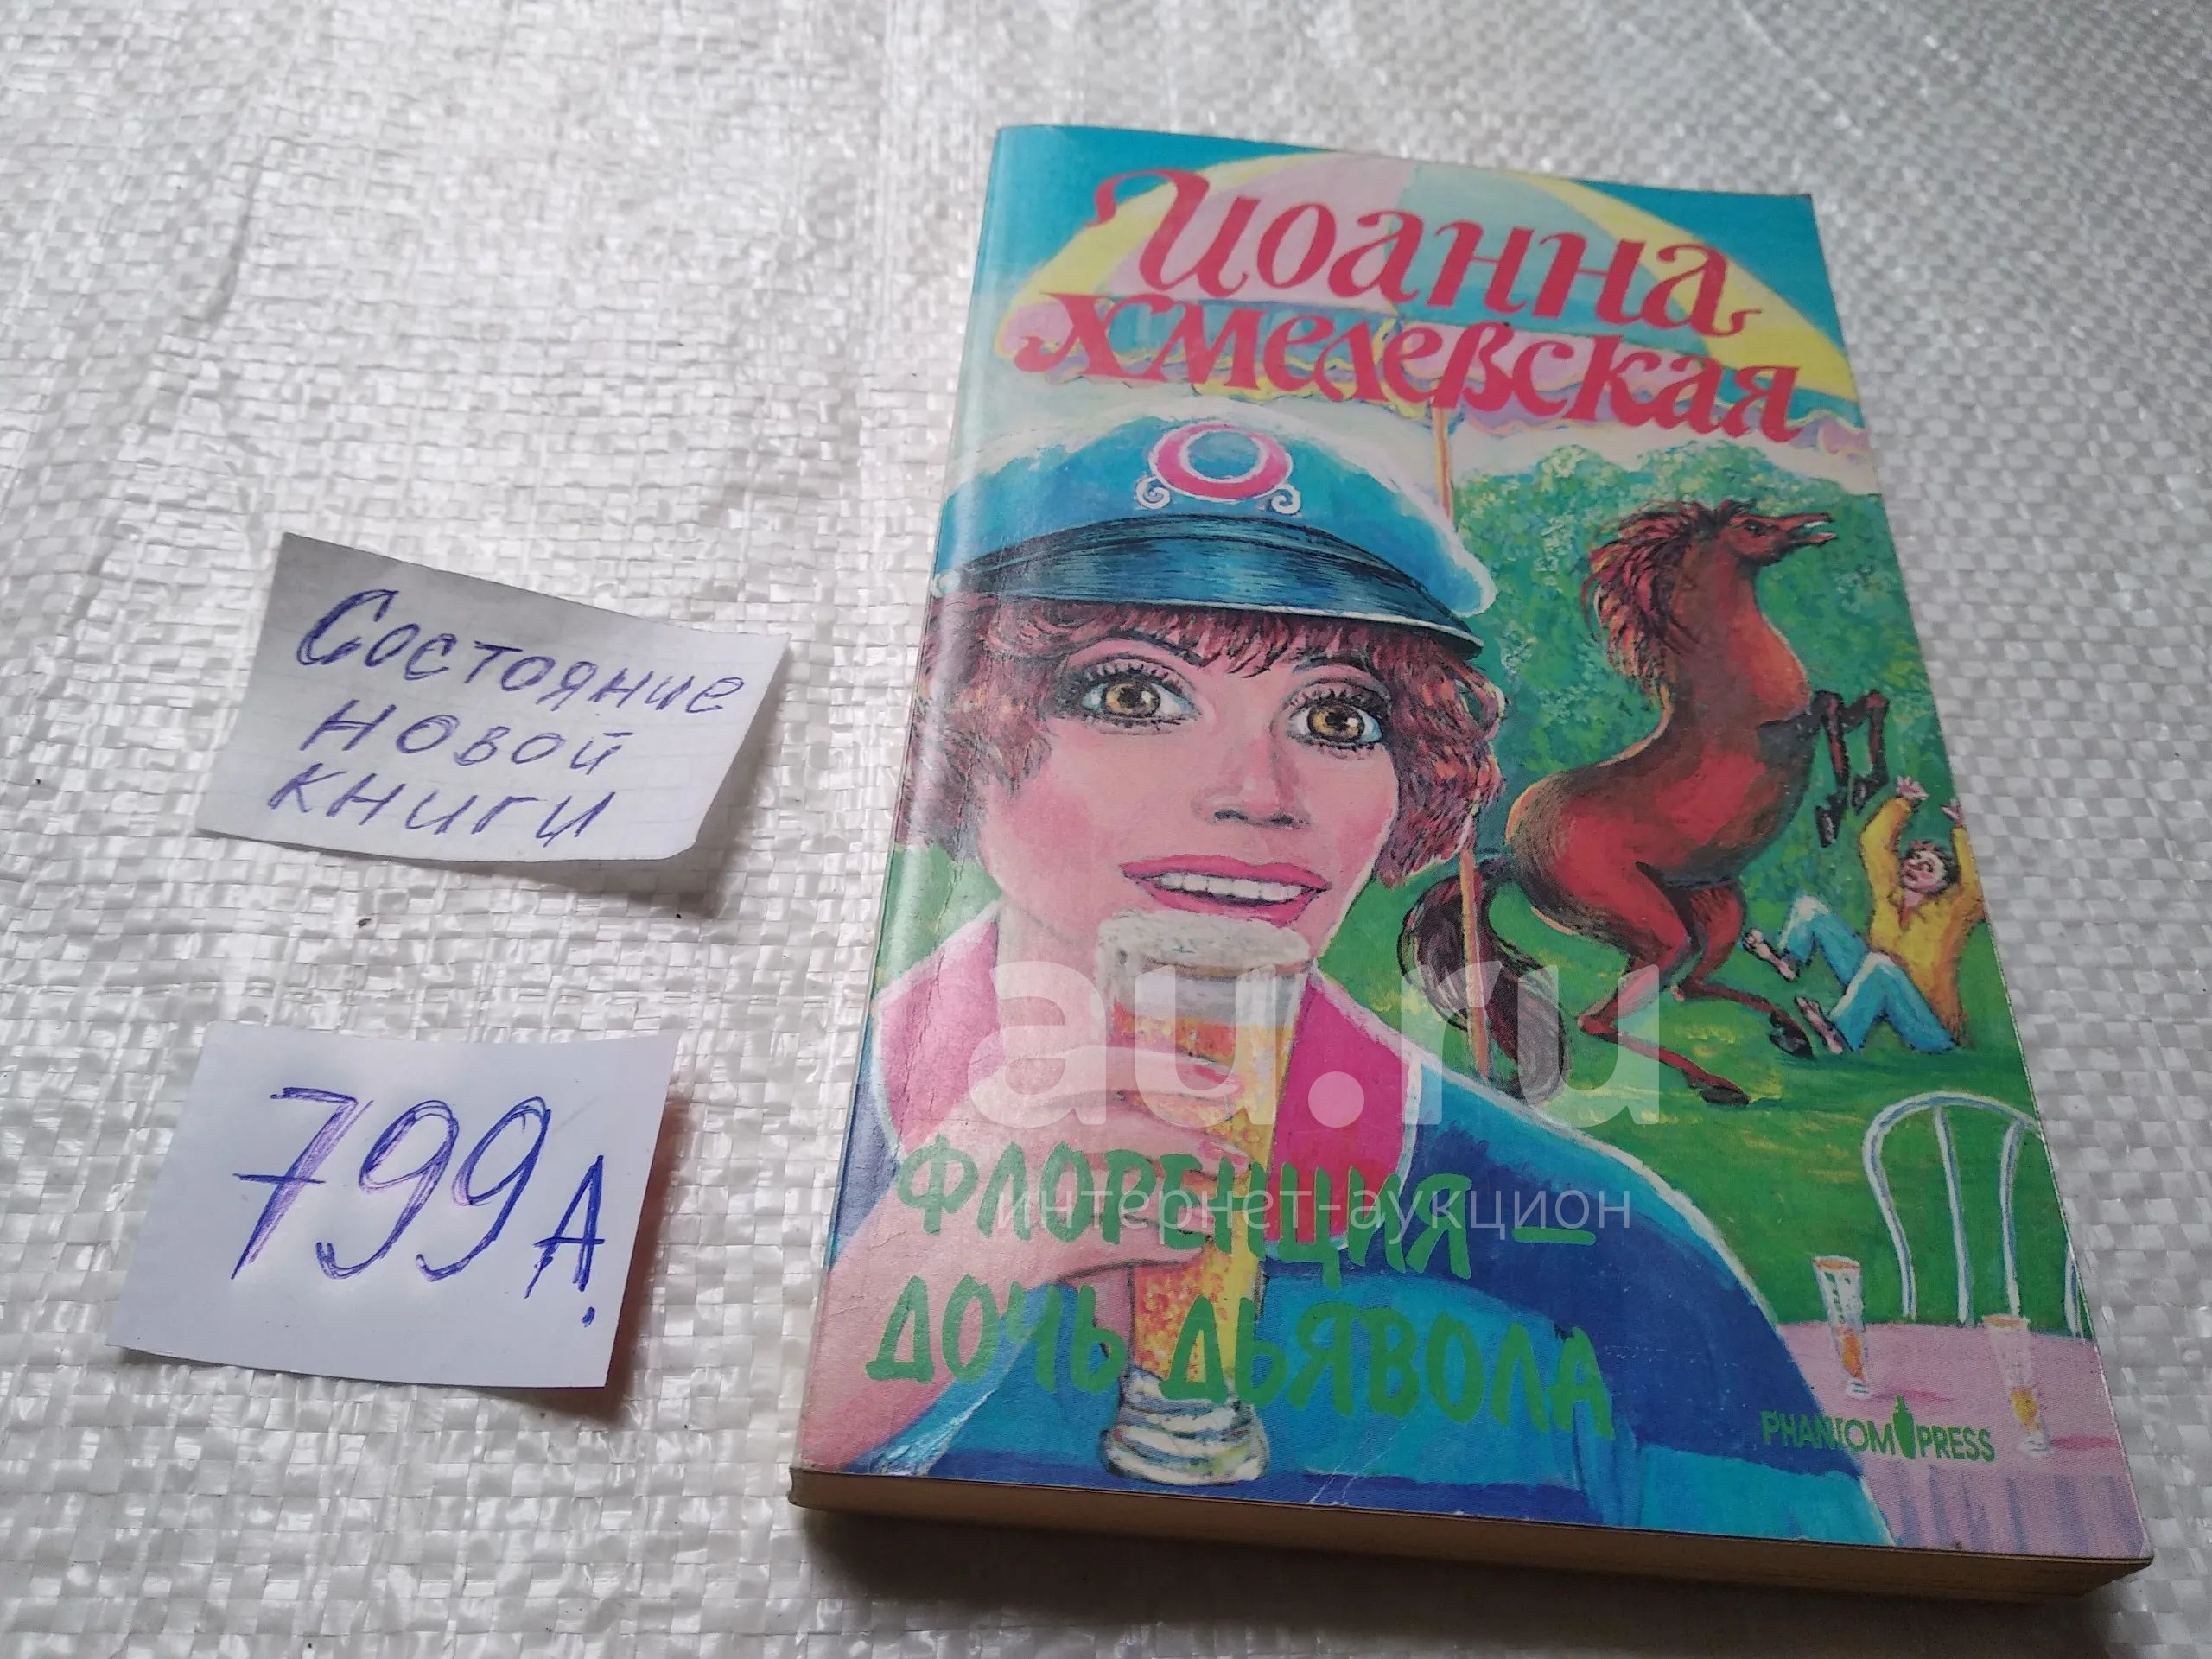 Иоанна
Хмелевская
Состояние
новой
книги
799А.
au.ru
интернет-аукцион
ФЛОРЕНЦИЯ –
ДОЧЬ ДЬЯВОЛА
PHANTOM PRESS